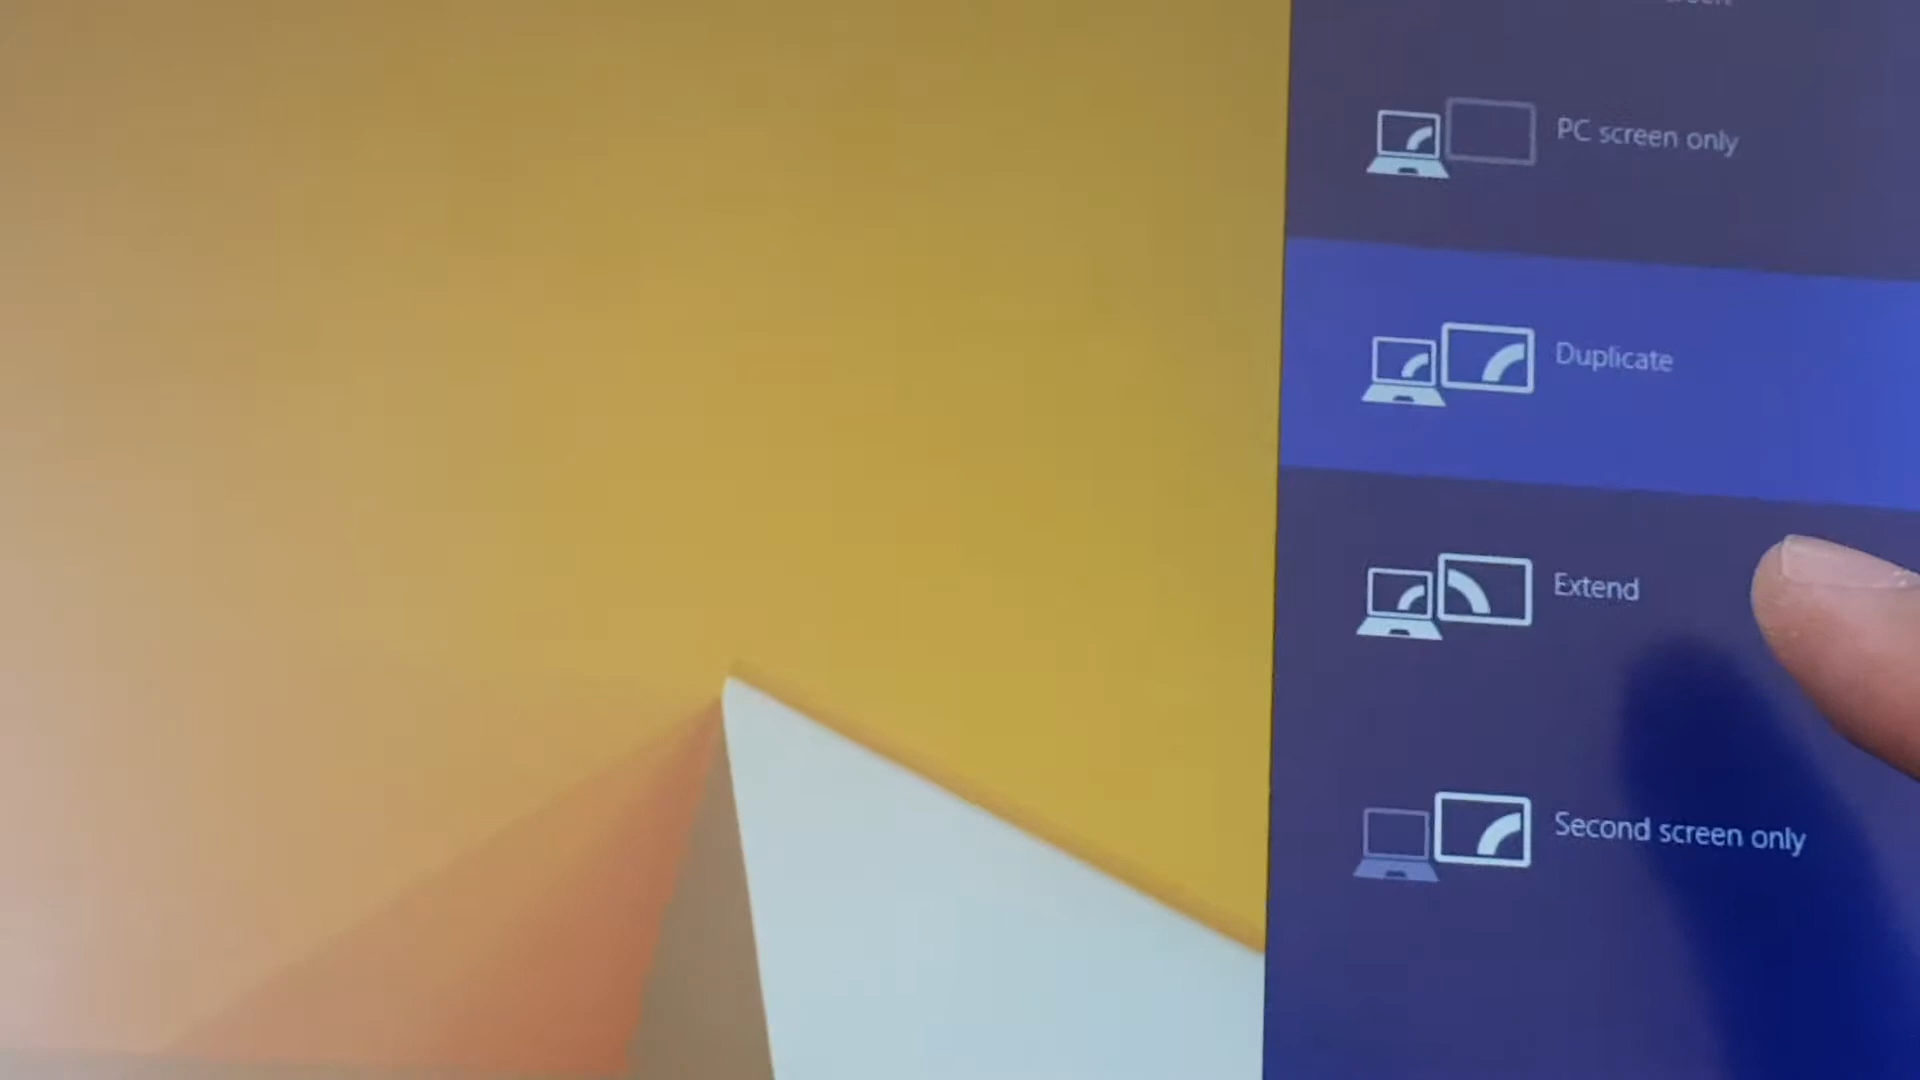 PC screen only
Duplicate
Extend
Second screen only